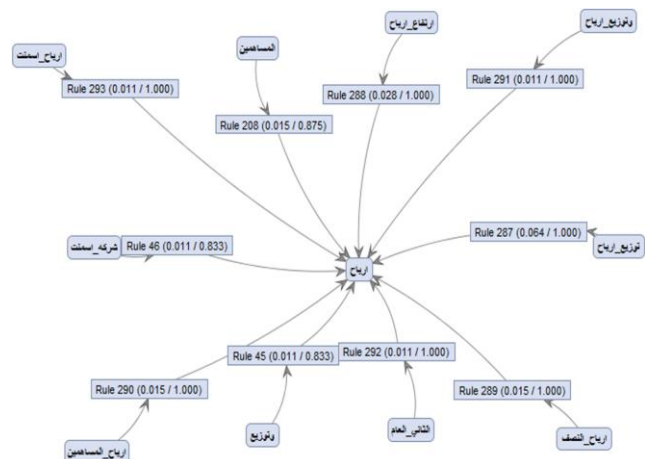 ارتفاع_ارباح
وتوزيع_ارباح
المساهمين
ارباح_اسمنت
Rule 293 (0.011 / 1.000)
Rule 288 (0.028 / 1.000)
Rule 291 (0.011 / 1.000)
Rule 208 (0.015 / 0.875)
شركه_اسمنت
Rule 46 (0.011 / 0.833)
Rule 287 (0.064 / 1.000)
توزيع_ارباح
ارباح
Rule 45 (0.011 / 0.833)
Rule 292 (0.011 / 1.000)
Rule 290 (0.015 / 1.000)
Rule 289 (0.015 / 1.000)
ارباح_المساهمين
وتوزيع
الثاني_العام
ارباح_النصف